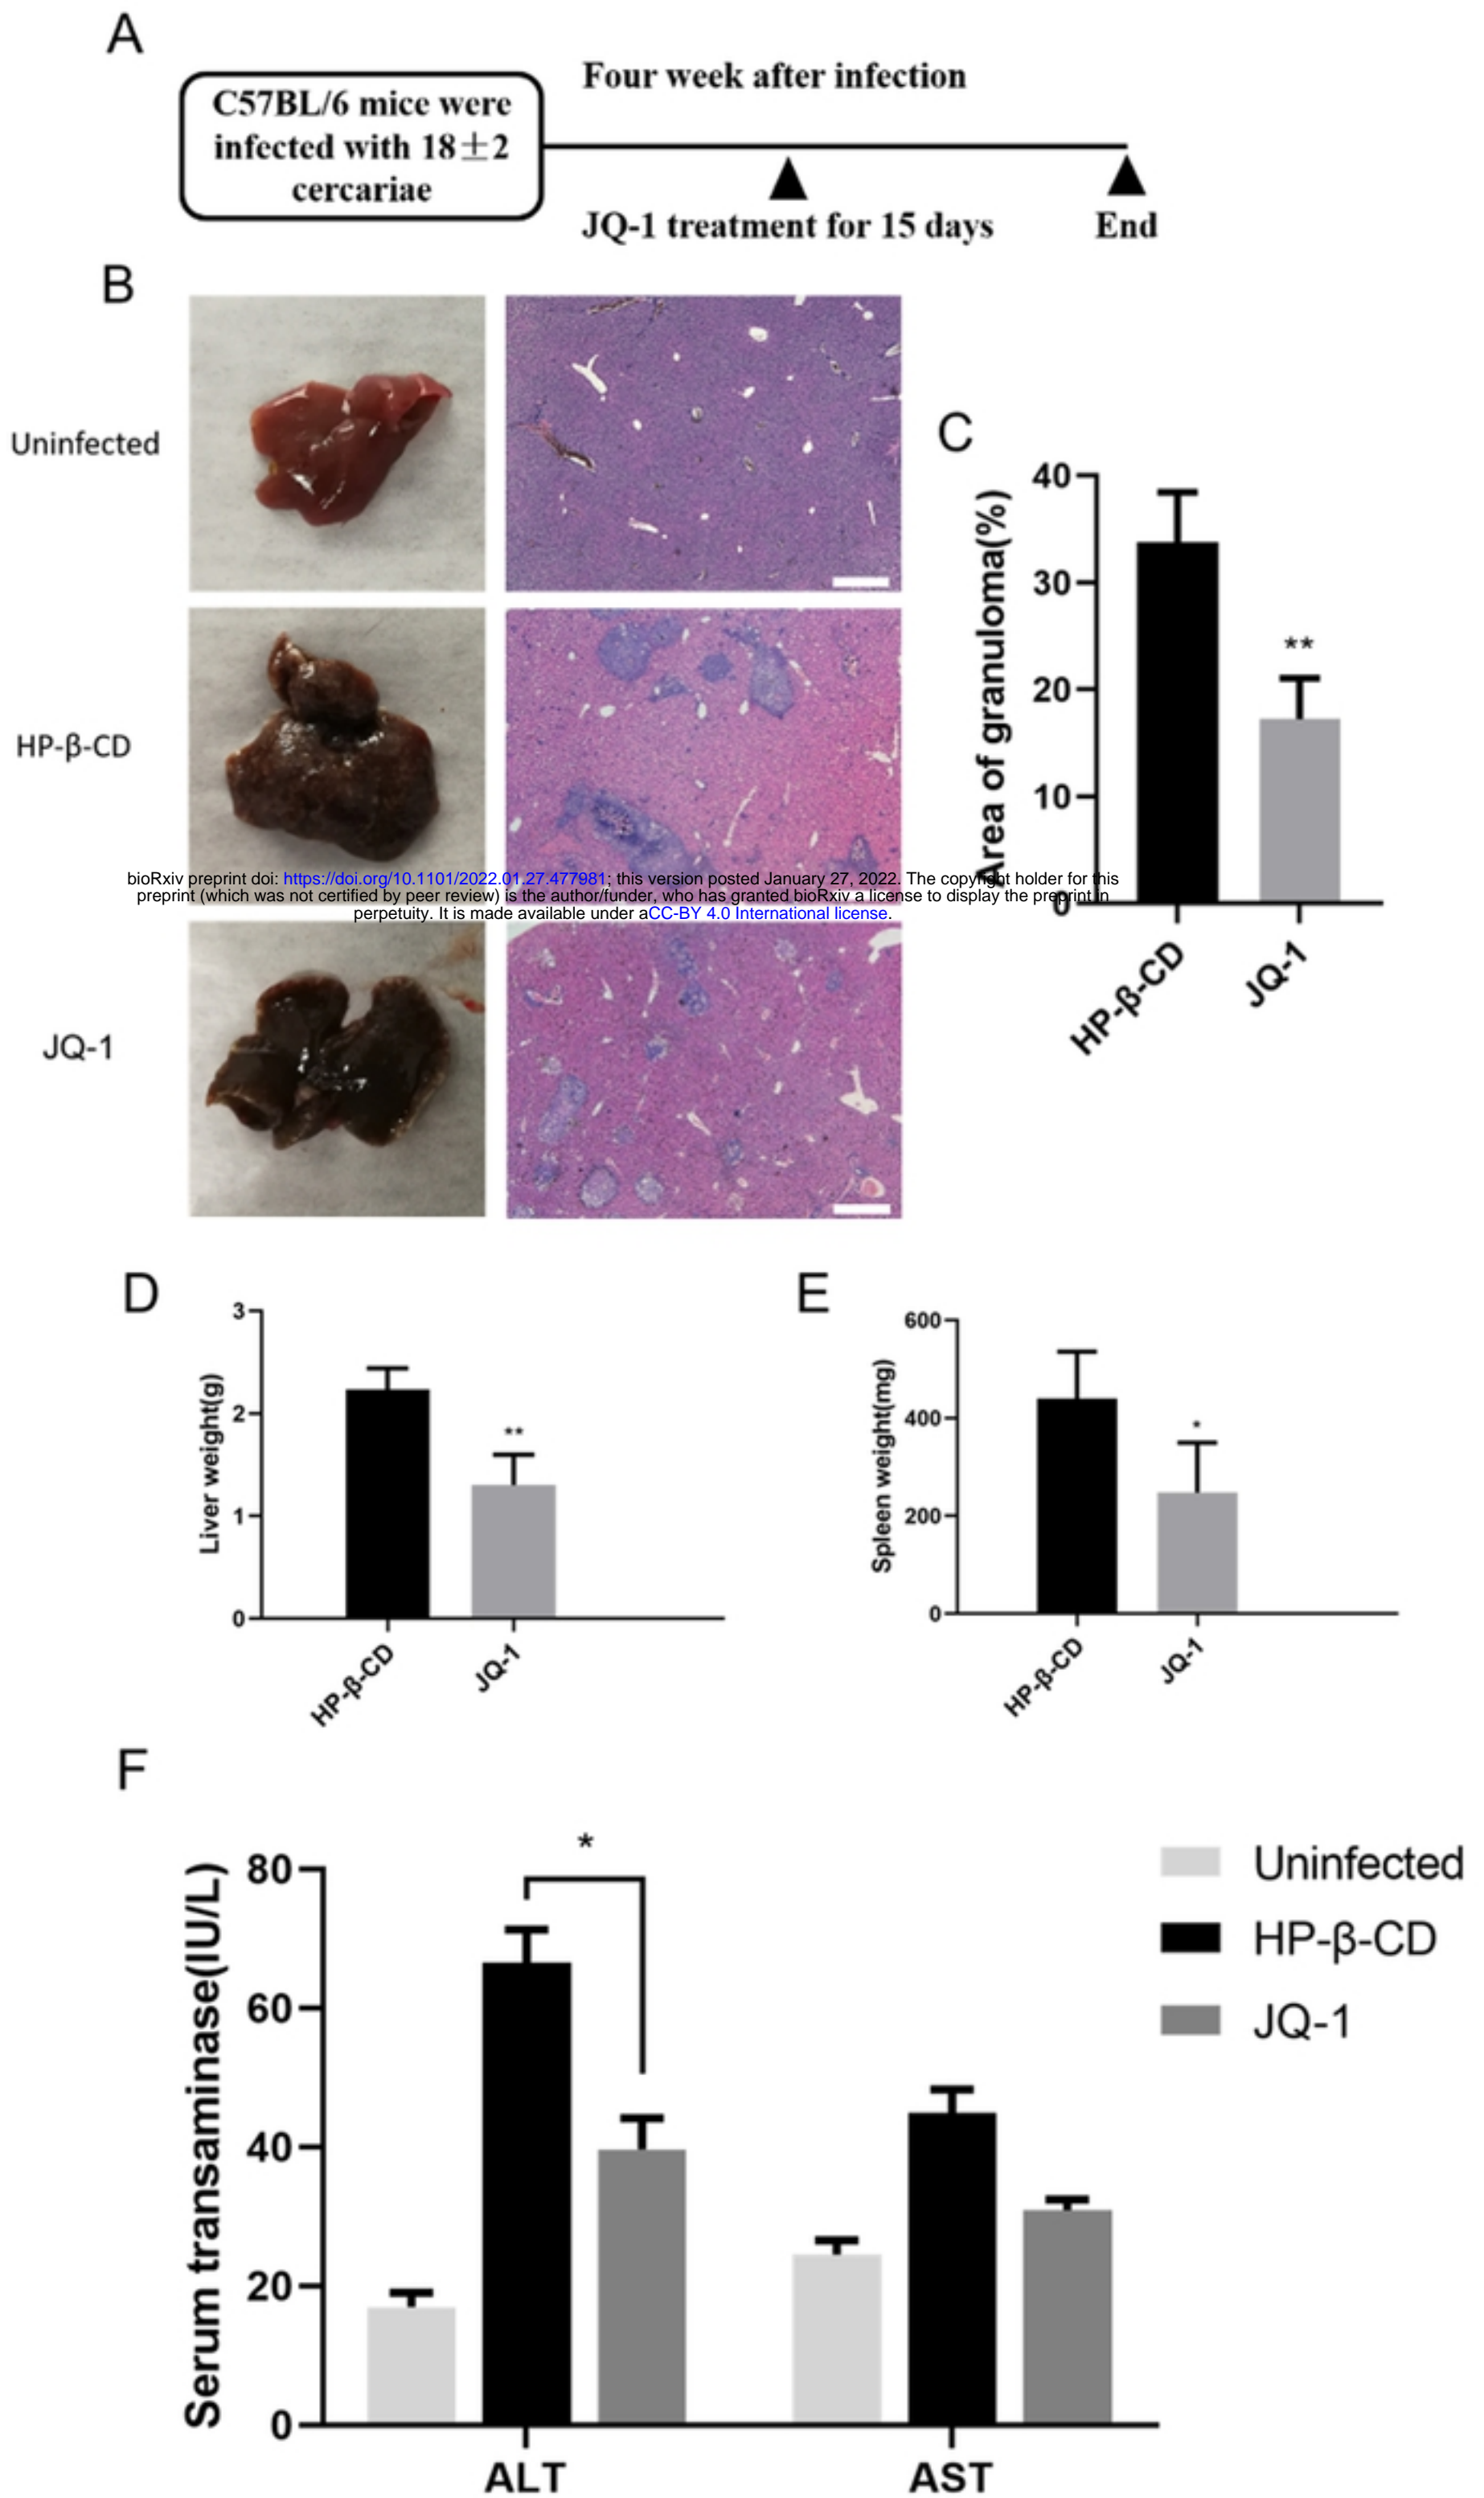 A
C57BL/6 mice were
infected with 18±2
cercariae
Four week after infection
JQ-1 treatment for 15 days
End
B
Uninfected
HP-β-CD
JQ-1
bioRxiv preprint doi: https://doi.org/10.1101/2022.01.27.477981; this version posted January 27, 2022. The copyright holder for this
preprint (which was not certified by peer review) is the author/funder, who has granted bioRxiv a license to display the preprint in
perpetuity. It is made available under aCC-BY 4.0 International license.
C
Area of granuloma(%)
40
30
20
10
0
**
HP-β-CD
JQ-1
D
Liver weight(g)
3
2
1
0
**
HP-β-CD
JQ-1
E
Spleen weight(mg)
600
400
200
0
*
HP-β-CD
JQ-1
F
Serum transaminase(IU/L)
80
60
40
20
0
*
ALT
AST
Uninfected
HP-β-CD
JQ-1